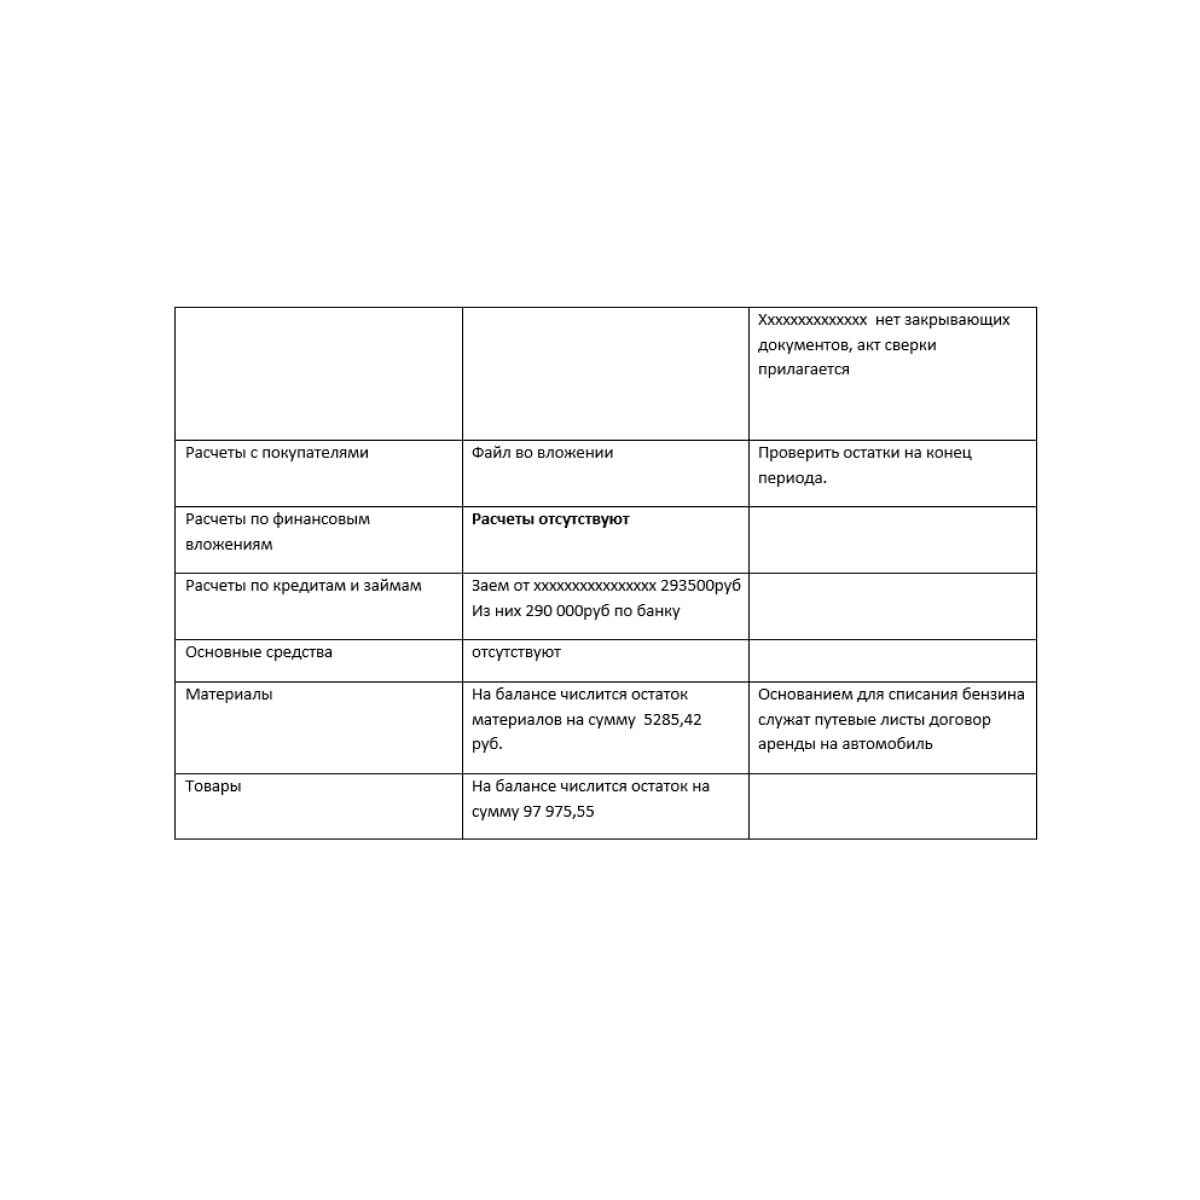 Xxxxxxxxxxxxxx нет закрывающих
документов, акт сверки
прилагается
Расчеты с покупателями
Файл во вложении
Проверить остатки на конец
периода.
Расчеты по финансовым
вложениям
Расчеты отсутствуют
Расчеты по кредитам и займам
Заем от xxxxxxxxxxxxxxxx 293500руб
Из них 290 000руб по банку
Основные средства
отсутствуют
Материалы
На балансе числится остаток
материалов на сумму 5285,42
руб.
Основанием для списания бензина
служат путевые листы договор
аренды на автомобиль
Товары
На балансе числится остаток на
сумму 97 975,55